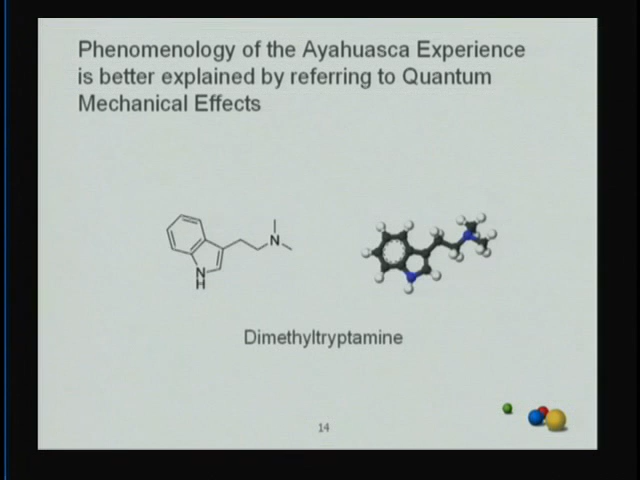 Phenomenology of the Ayahuasca Experience
is better explained by referring to Quantum
Mechanical Effects
N
N
H
Dimethyltryptamine
14